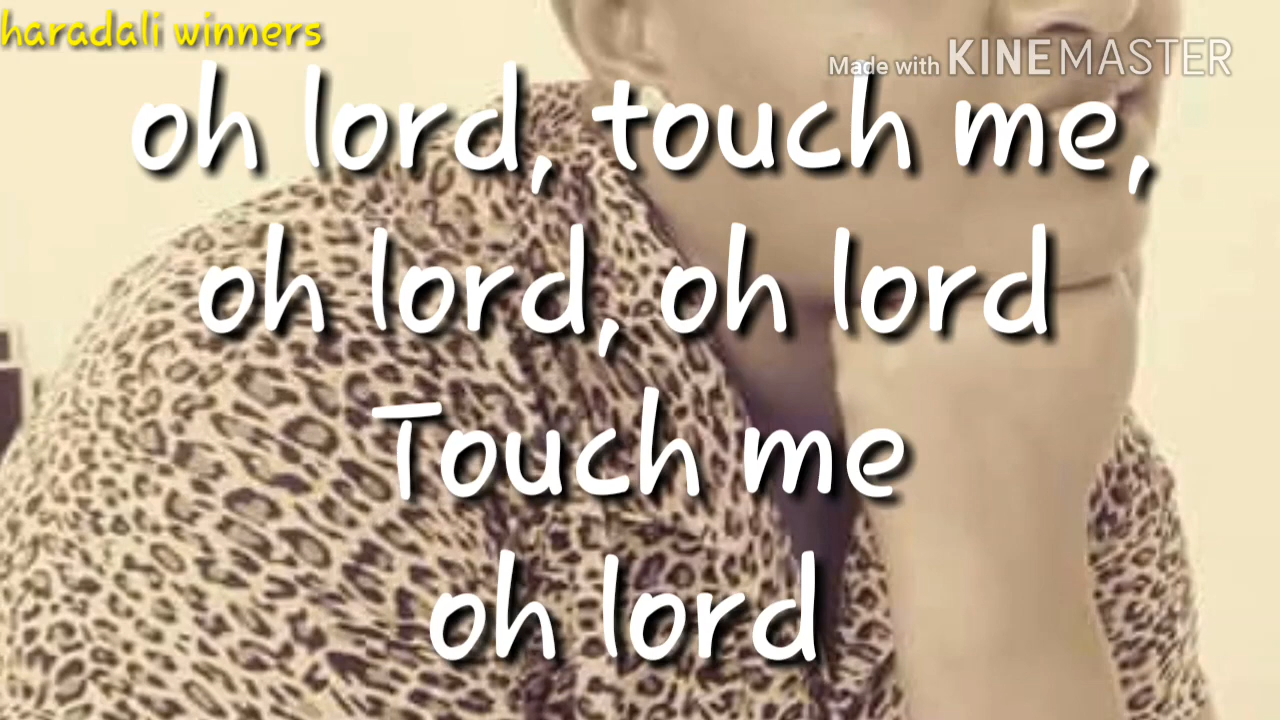 haradali winners
Made with KINEMASTER
oh lord, touch me,
oh lord, oh lord
Touch me
oh lord